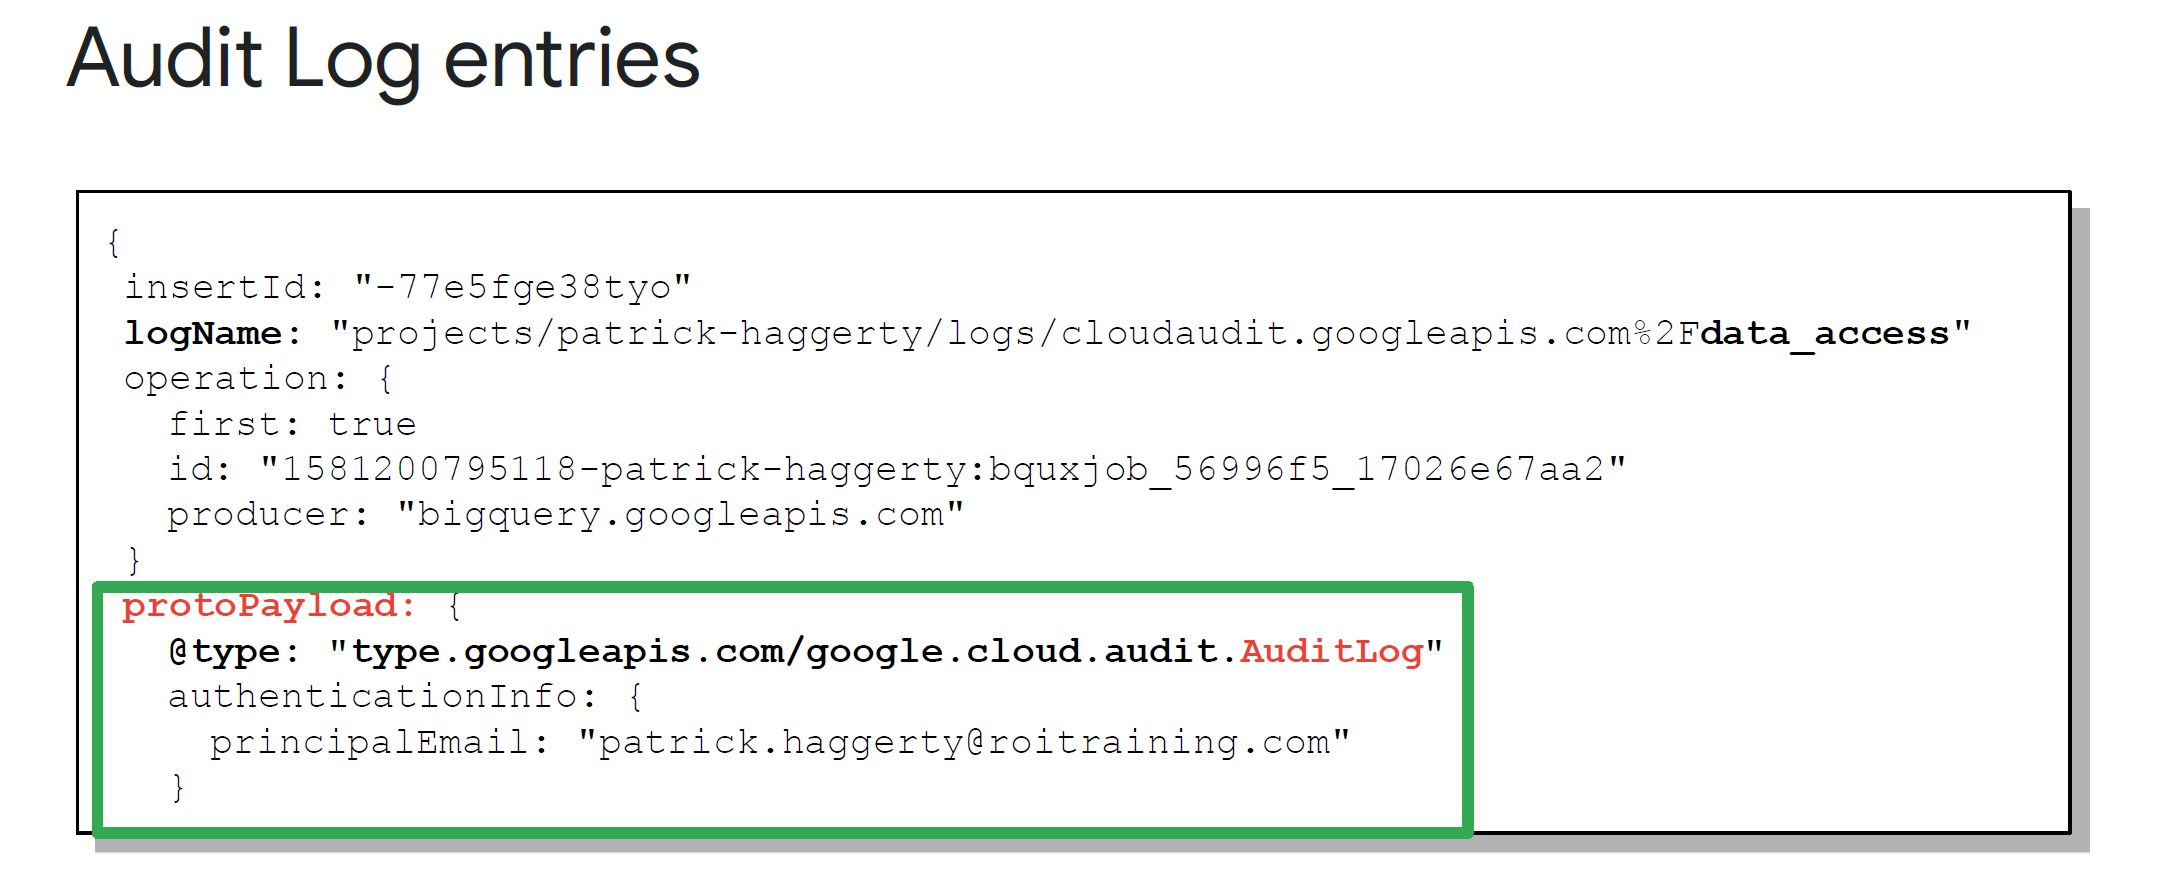 Audit Log entries
{
insertId: "-77e5fge38tyo"
logName: "projects/patrick-haggerty/logs/cloudaudit.googleapis.com%2Fdata_access"
operation: {
first: true
id: "1581200795118-patrick-haggerty:bquxjob_56996f5_17026e67aa2"
producer: "bigquery.googleapis.com"
}
protoPayload: {
@type: "type.googleapis.com/google.cloud.audit.AuditLog"
authenticationInfo: {
principalEmail: "patrick.haggerty@roitraining.com"
}